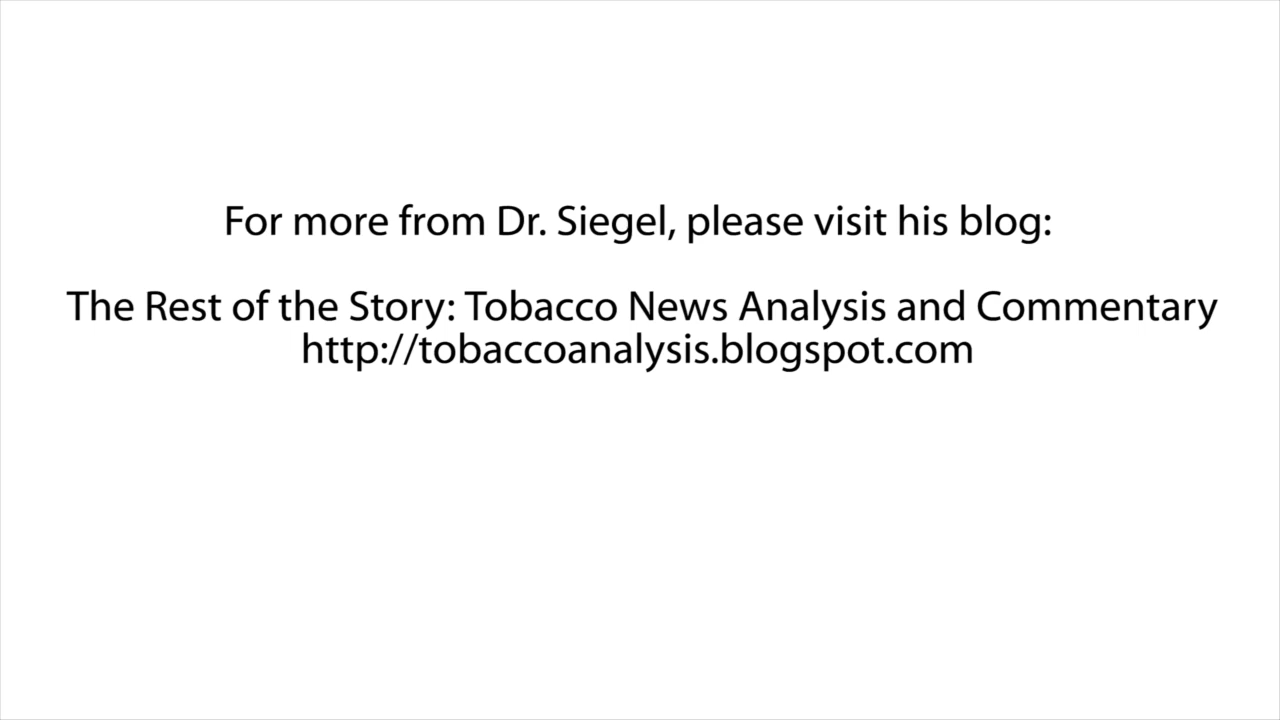 For more from Dr. Siegel, please visit his blog:
The Rest of the Story: Tobacco News Analysis and Commentary
http://tobaccoanalysis.blogspot.com